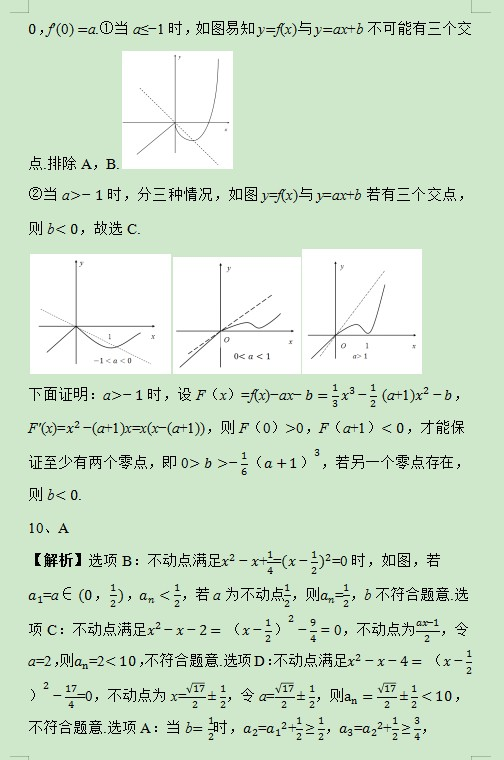 0，f′(0) =a.①当 a≤−1 时，如图易知 y=f(x)与 y=ax+b 不可能有三个交
y
x
点.排除 A，B.
②当 a>− 1 时，分三种情况，如图 y=f(x)与 y=ax+b 若有三个交点，
则 b< 0，故选 C.
y
1
x
−1 < a < 0
y
O
x
0< a < 1
y
O
1
x
a> 1
下面证明：a>− 1 时，设 F（x）=f(x)−ax− b = 1/3 x³ − 1/2 (a+1)x² − b，
F′(x)=x² −(a+1)x=x(x−(a+1))，则 F（0）>0，F（a+1）< 0，才能保
证至少有两个零点，即 0> b >− 1/6（a + 1）³，若另一个零点存在，
则 b< 0.
10、A
【解析】选项 B：不动点满足x² − x+1/4=(x − 1/2)²=0 时，如图，若
a₁=a ∈ (0，1/2)，aₙ < 1/2，若 a 为不动点1/2，则aₙ=1/2，b 不符合题意.选
项 C：不动点满足x² − x − 2 =（x − 1/2）² − 9/4 = 0，不动点为(ax−1)/2，令
a=2，则aₙ=2< 10，不符合题意.选项 D：不动点满足x² − x − 4 =（x − 1/2
）² − 17/4=0，不动点为 x=√17/2 ± 1/2，令 a=√17/2 ± 1/2，则aₙ = √17/2 ± 1/2 < 10，
不符合题意.选项 A：当 b= 1/2时，a₂=a₁²+1/2 ≥ 1/2，a₃=a₂²+1/2 ≥ 3/4，